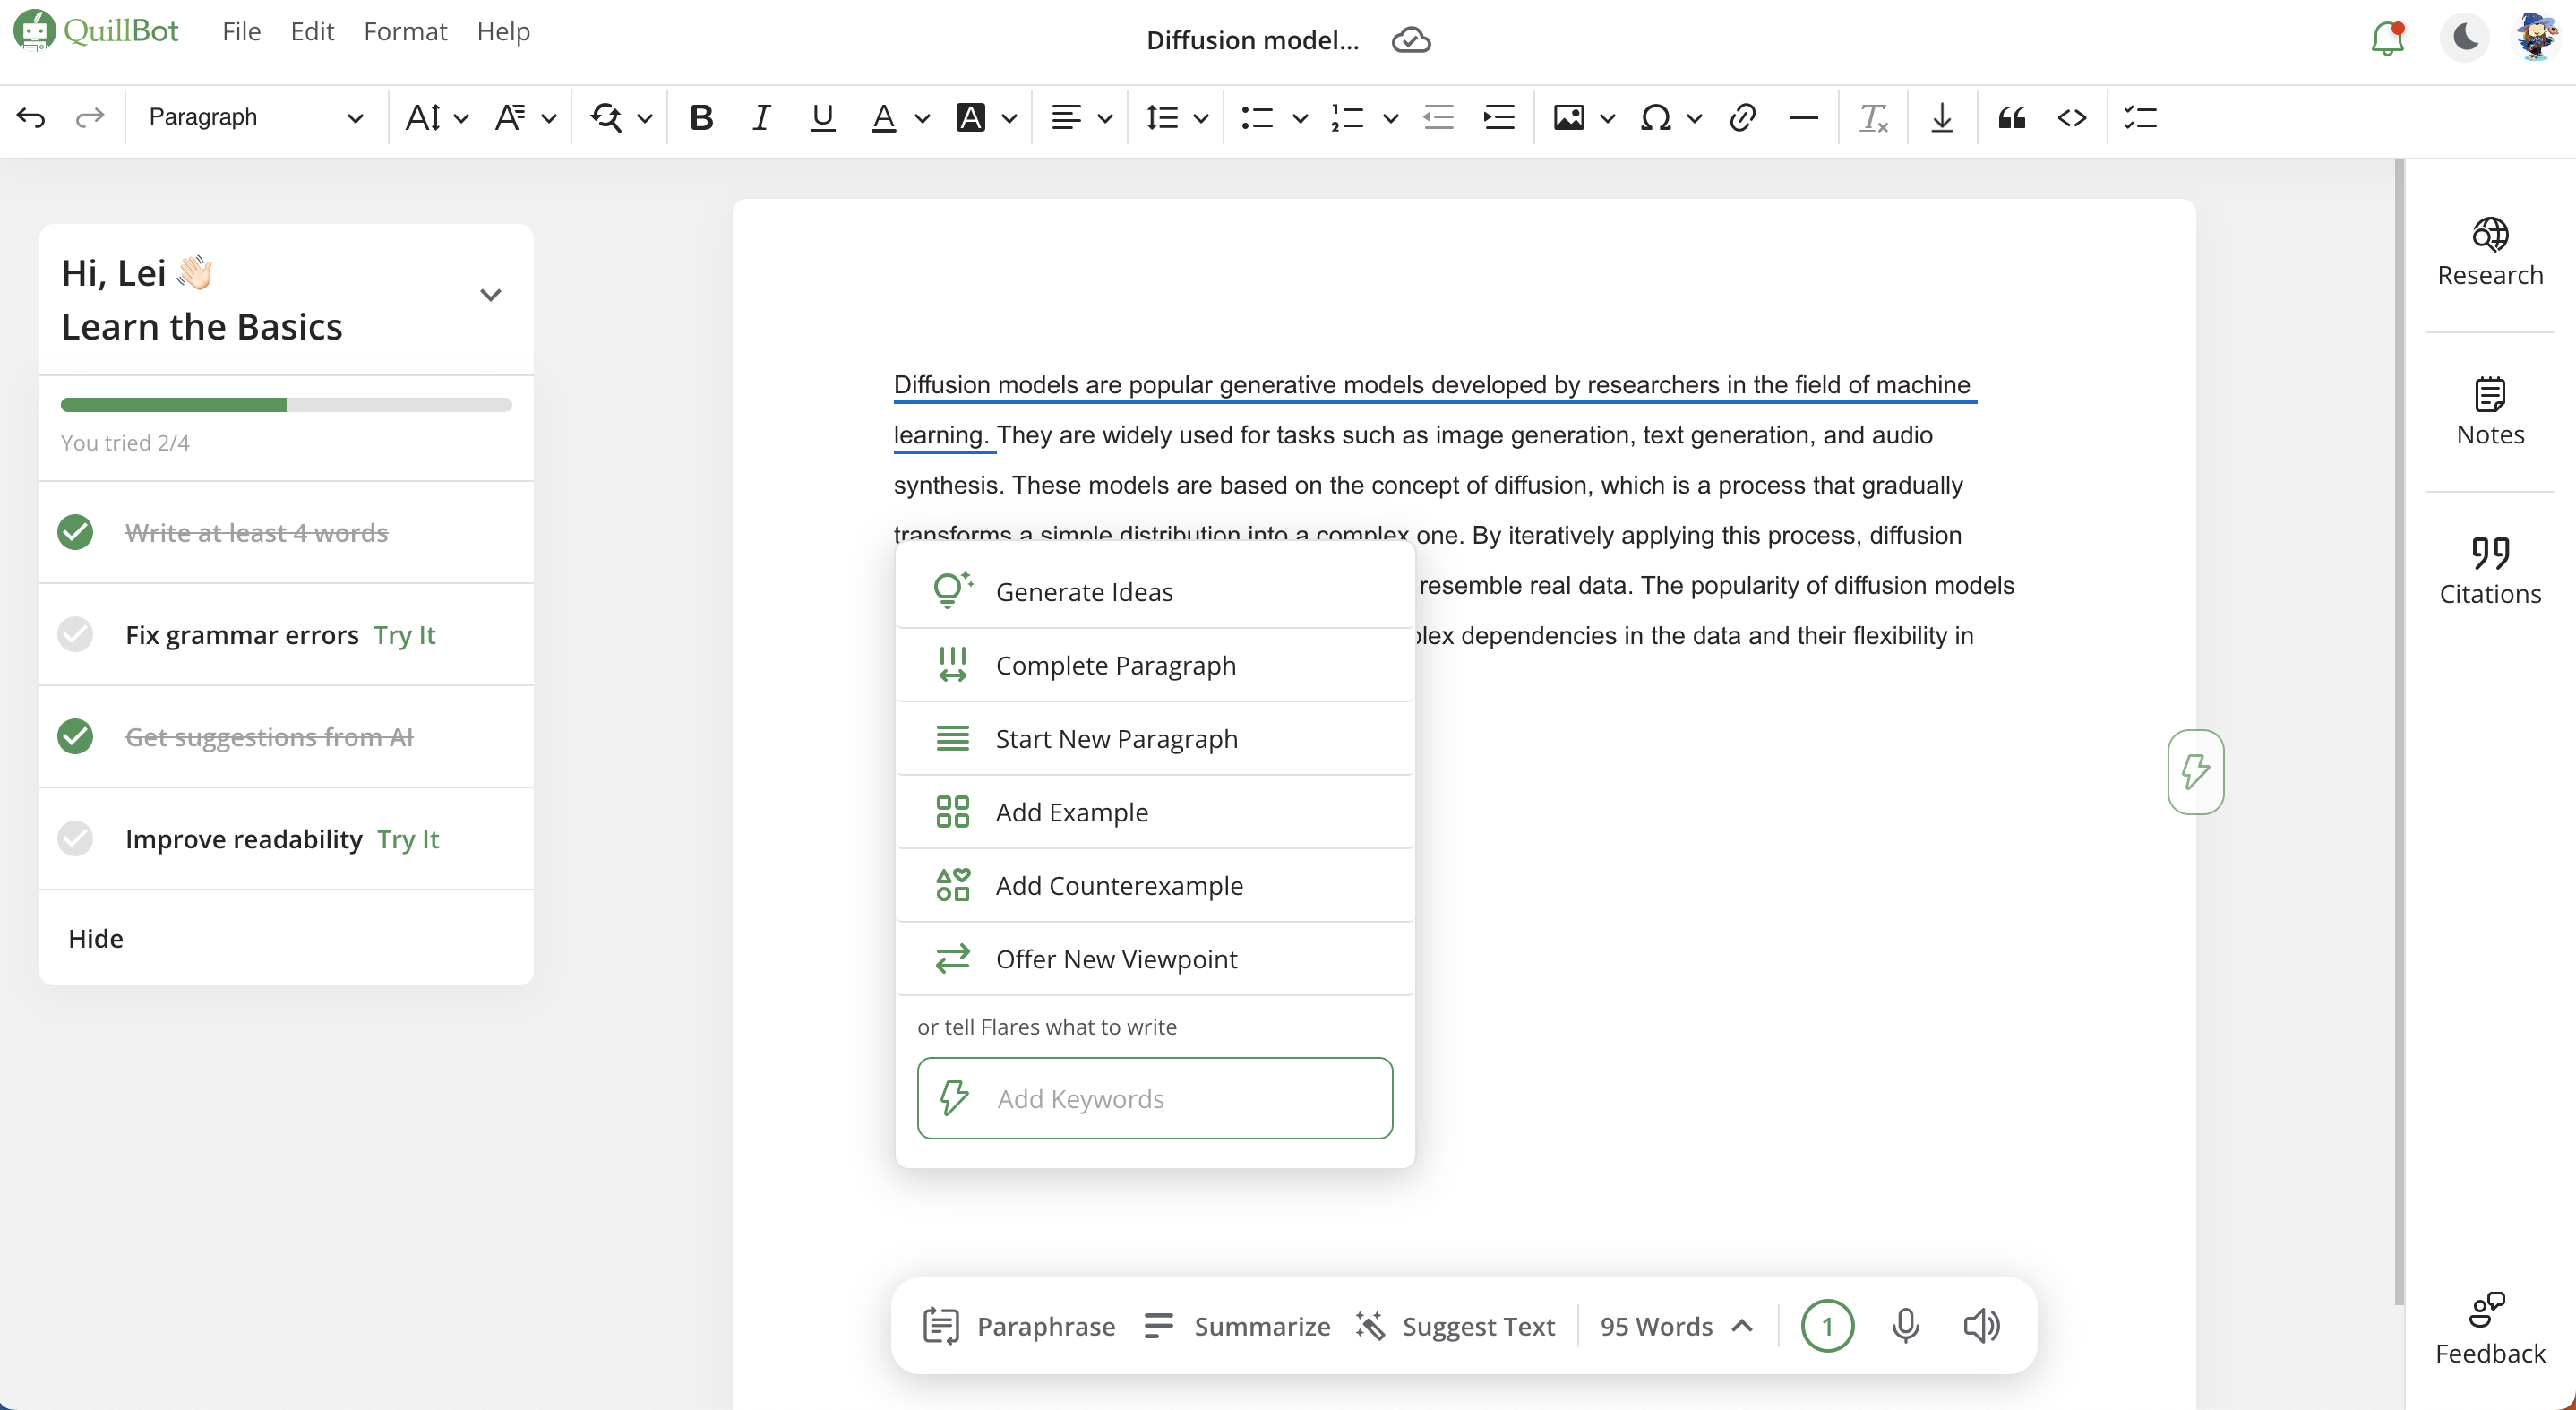 QuillBot File Edit Format Help
Diffusion model...
Paragraph
Hi, Lei 👋🏻
Learn the Basics
You tried 2/4
Write at least 4 words
Fix grammar errors Try It
Get suggestions from AI
Improve readability Try It
Hide
Diffusion models are popular generative models developed by researchers in the field of machine
learning. They are widely used for tasks such as image generation, text generation, and audio
synthesis. These models are based on the concept of diffusion, which is a process that gradually
transforms a simple distribution into a complex one. By iteratively applying this process, diffusion
resemble real data. The popularity of diffusion models
dependencies in the data and their flexibility in
Generate Ideas
Complete Paragraph
Start New Paragraph
Add Example
Add Counterexample
Offer New Viewpoint
or tell Flares what to write
Add Keywords
Paraphrase Summarize Suggest Text 95 Words 1
Research
Notes
Citations
Feedback